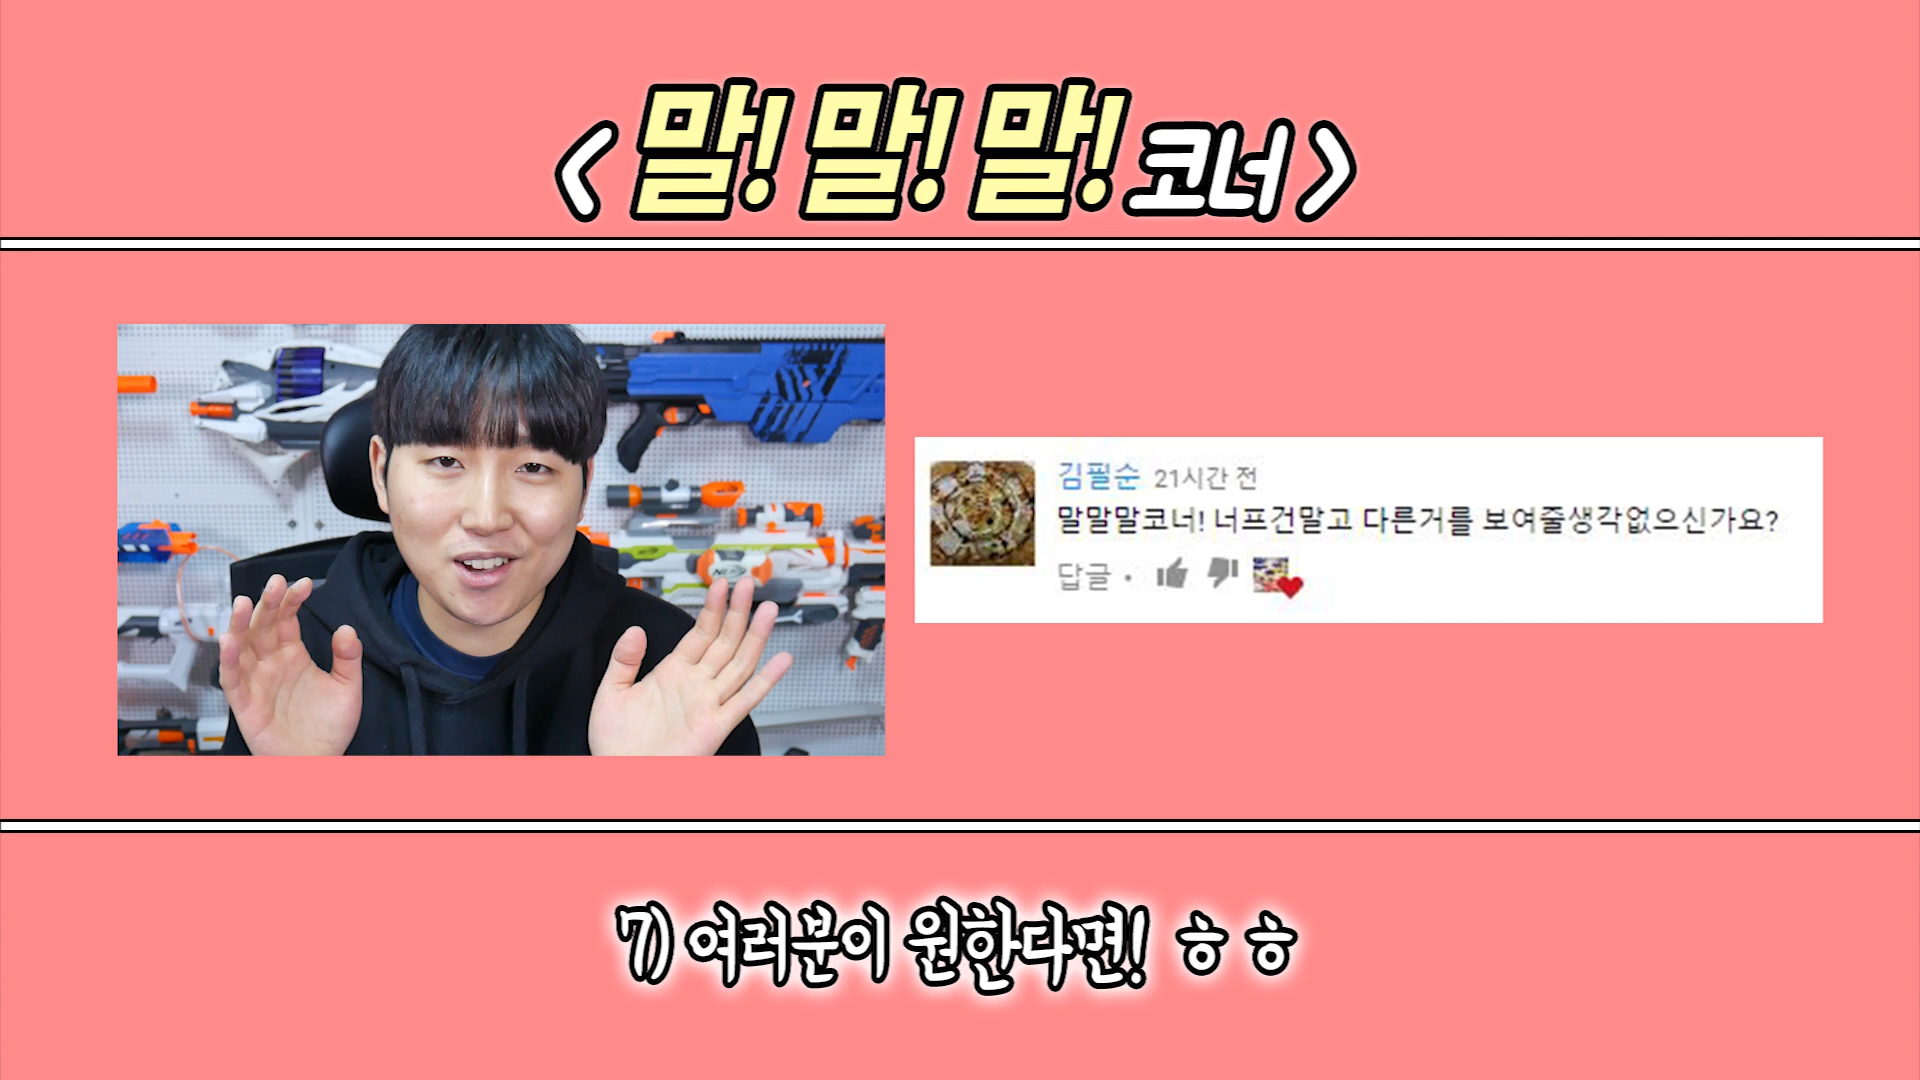 < 말! 말! 말! 코너 >
김필순 21시간 전
말말말코너! 너프건말고 다른거를 보여줄생각없으신가요?
답글 •
7) 여러분이 원한다면! ㅎㅎ